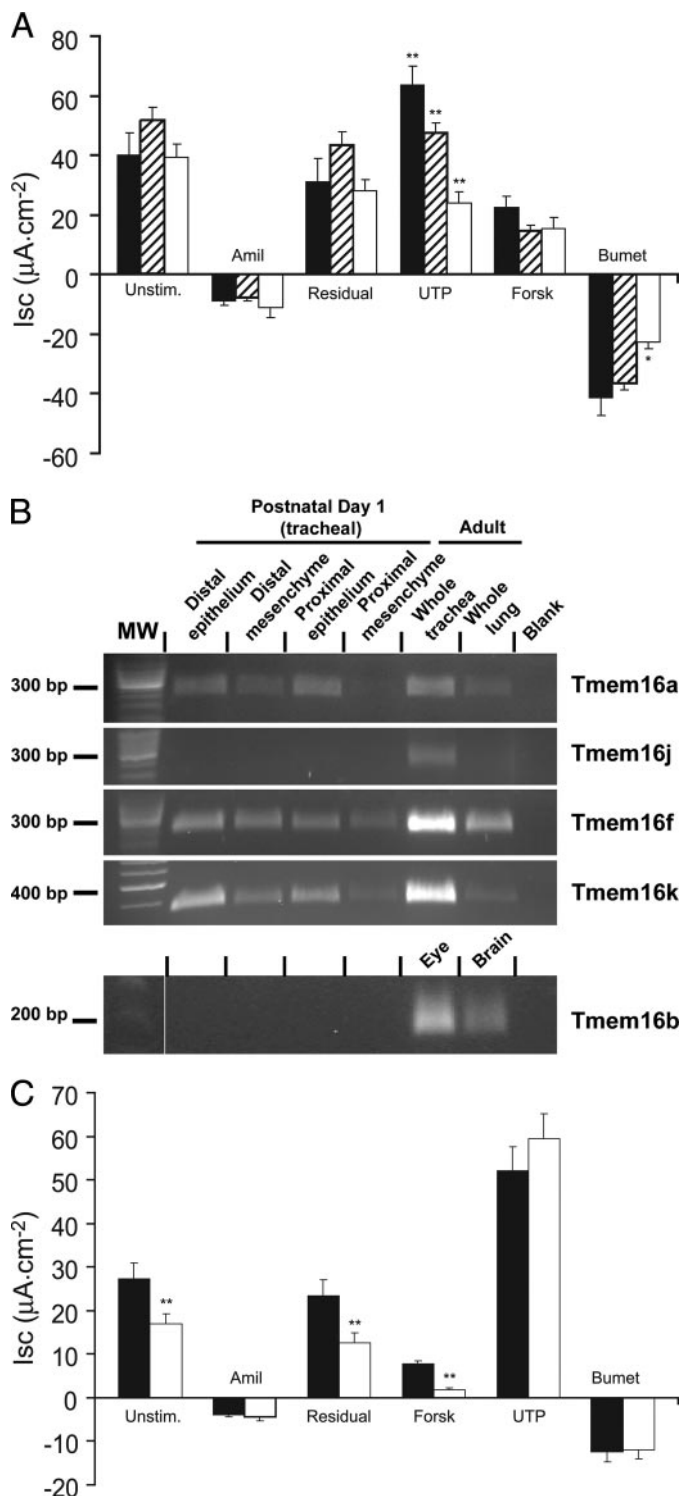 A
80
60
40
20
0
-20
-40
-60
Isc (µA.cm-2)
** ** **
Amil
Bumet
Unstim.
Residual
UTP
Forsk
*
B
Postnatal Day 1
(tracheal)
Adult
MW
Distal
epithelium
Distal
mesenchyme
Proximal
epithelium
Proximal
mesenchyme
Whole
trachea
Whole
lung
Blank
300 bp
Tmem16a
300 bp
Tmem16j
300 bp
Tmem16f
400 bp
Tmem16k
Eye
Brain
200 bp
Tmem16b
C
70
60
50
40
30
20
10
0
-10
-20
Isc (µA.cm-2)
** ** **
Amil
Bumet
Unstim.
Residual
Forsk
UTP